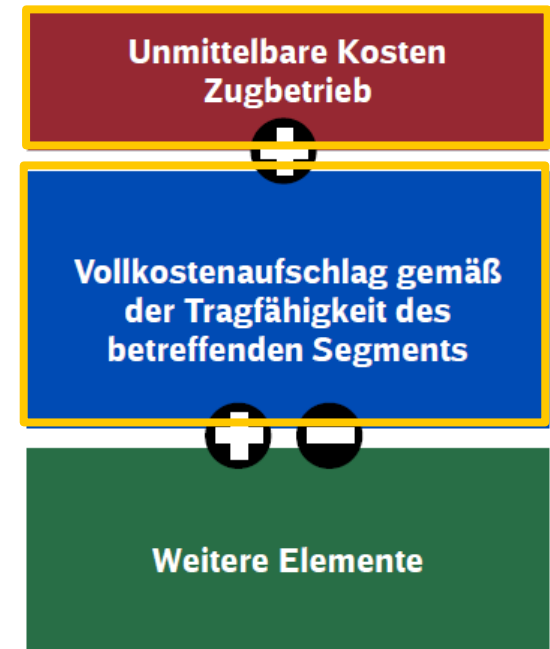 Unmittelbare Kosten
Zugbetrieb
Vollkostenaufschlag gemäß
der Tragfähigkeit des
betreffenden Segments
Weitere Elemente